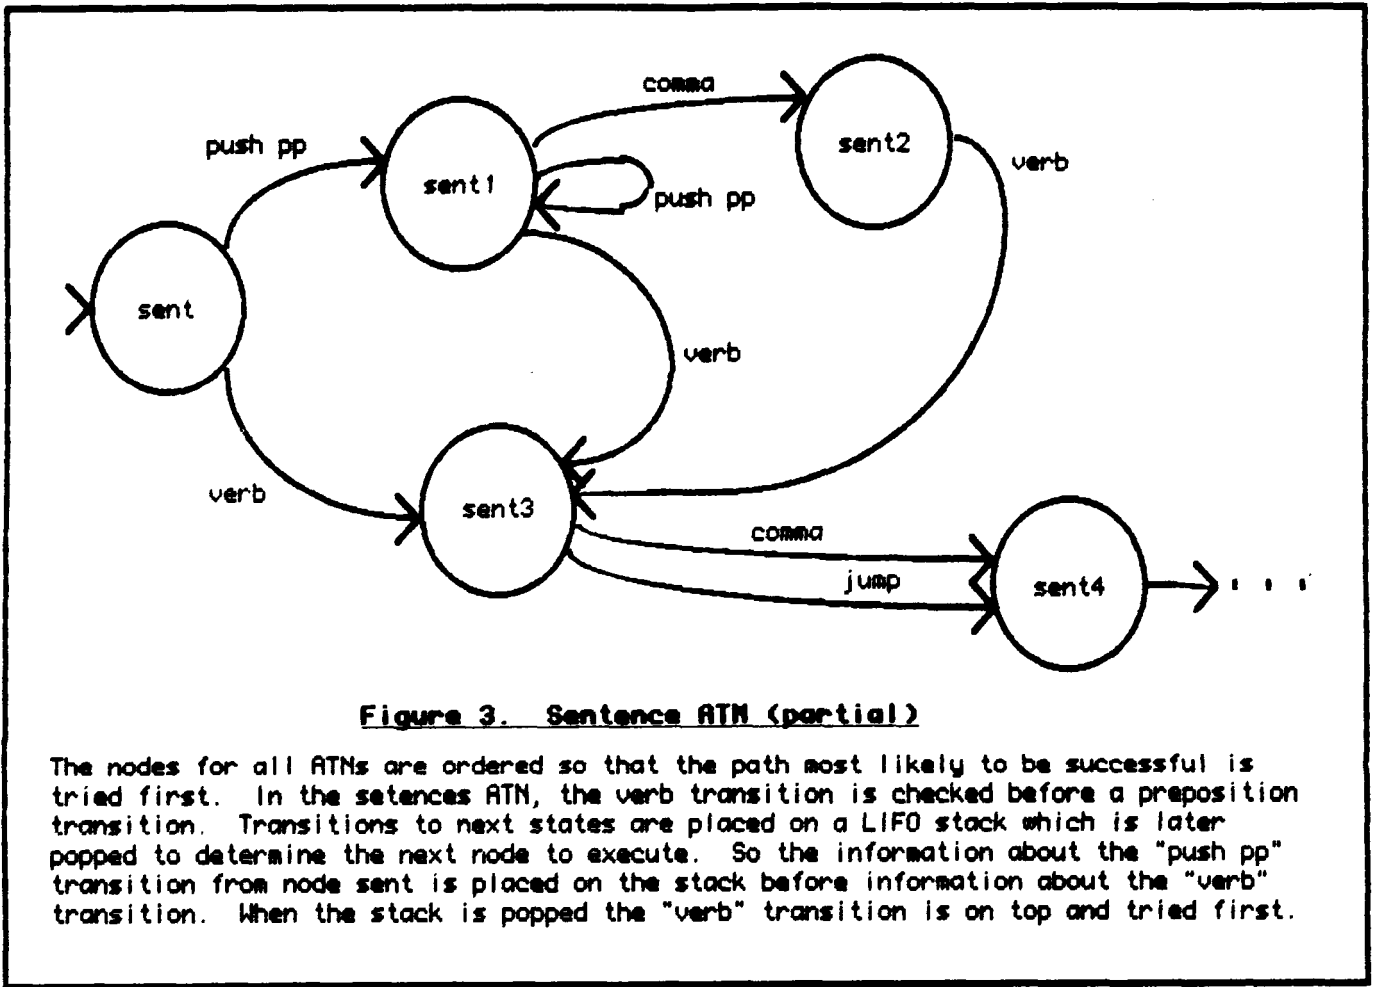 comma
push pp
sent1
sent2
verb
push pp
sent
verb
verb
sent3
comma
jump
sent4
. . .
Figure 3. Sentence ATN (partial)
The nodes for all ATNs are ordered so that the path most likely to be successful is
tried first. In the setences ATN, the verb transition is checked before a preposition
transition. Transitions to next states are placed on a LIFO stack which is later
popped to determine the next node to execute. So the information about the "push pp"
transition from node sent is placed on the stack before information about the "verb"
transition. When the stack is popped the "verb" transition is on top and tried first.